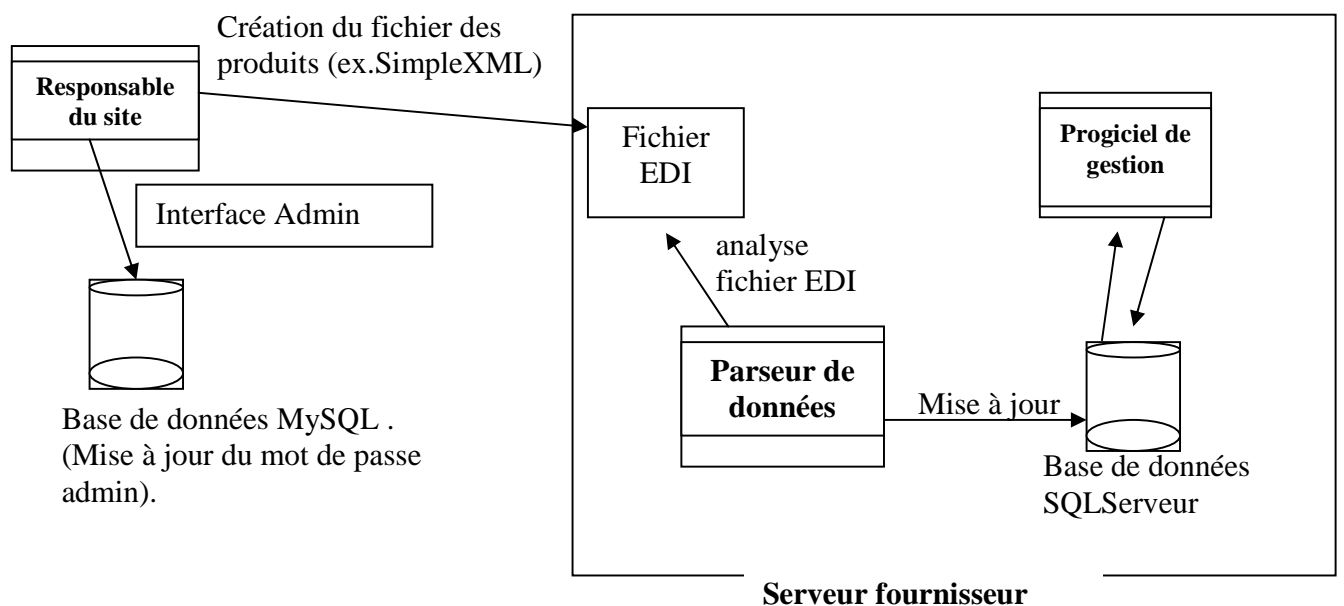 Création du fichier des
produits (ex.SimpleXML)
Responsable
du site
Interface Admin
Base de données MySQL .
(Mise à jour du mot de passe
admin).
Fichier
EDI
analyse
fichier EDI
Parseur de
données
Mise à jour
Progiciel de
gestion
Base de données
SQLServeur
Serveur fournisseur